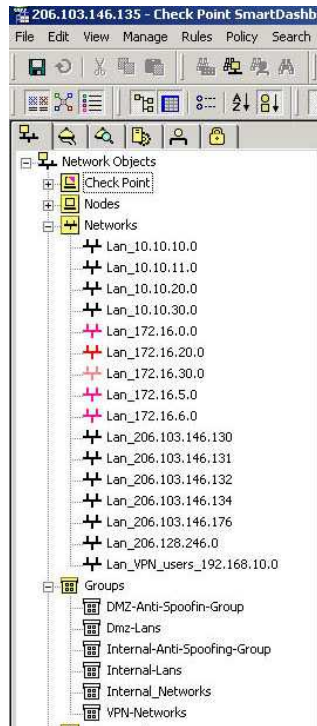 206.103.146.135 - Check Point SmartDashb
File Edit View Manage Rules Policy Search
Network Objects
Check Point
Nodes
Networks
Lan_10.10.10.0
Lan_10.10.11.0
Lan_10.10.20.0
Lan_10.10.30.0
Lan_172.16.0.0
Lan_172.16.20.0
Lan_172.16.30.0
Lan_172.16.5.0
Lan_172.16.6.0
Lan_206.103.146.130
Lan_206.103.146.131
Lan_206.103.146.132
Lan_206.103.146.134
Lan_206.103.146.176
Lan_206.128.246.0
Lan_VPN_users_192.168.10.0
Groups
DMZ-Anti-Spoofin-Group
Dmz-Lans
Internal-Anti-Spoofing-Group
Internal-Lans
Internal_Networks
VPN-Networks